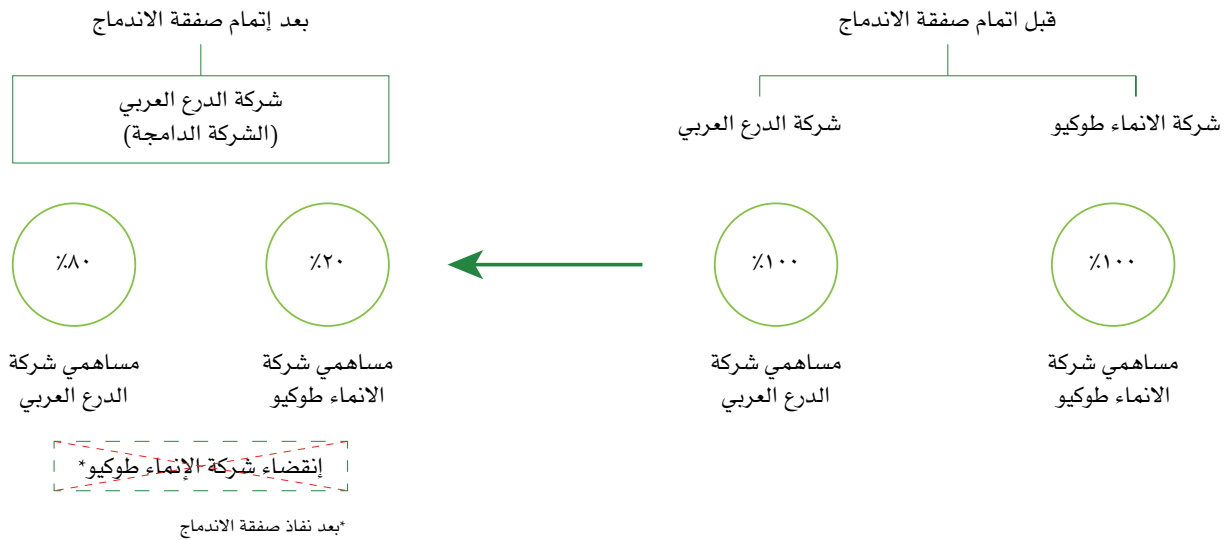 قبل اتمام صفقة الاندماج
شركة الانماء طوكيو
شركة الدرع العربي
٪١٠٠
٪١٠٠
مساهمي شركة
الانماء طوكيو
مساهمي شركة
الدرع العربي
بعد إتمام صفقة الاندماج
شركة الدرع العربي
(الشركة الدامجة)
٪٢٠
٪٨٠
مساهمي شركة
الانماء طوكيو
مساهمي شركة
الدرع العربي
إنقضاء شركة الإنماء طوكيو*
*بعد نفاذ صفقة الاندماج